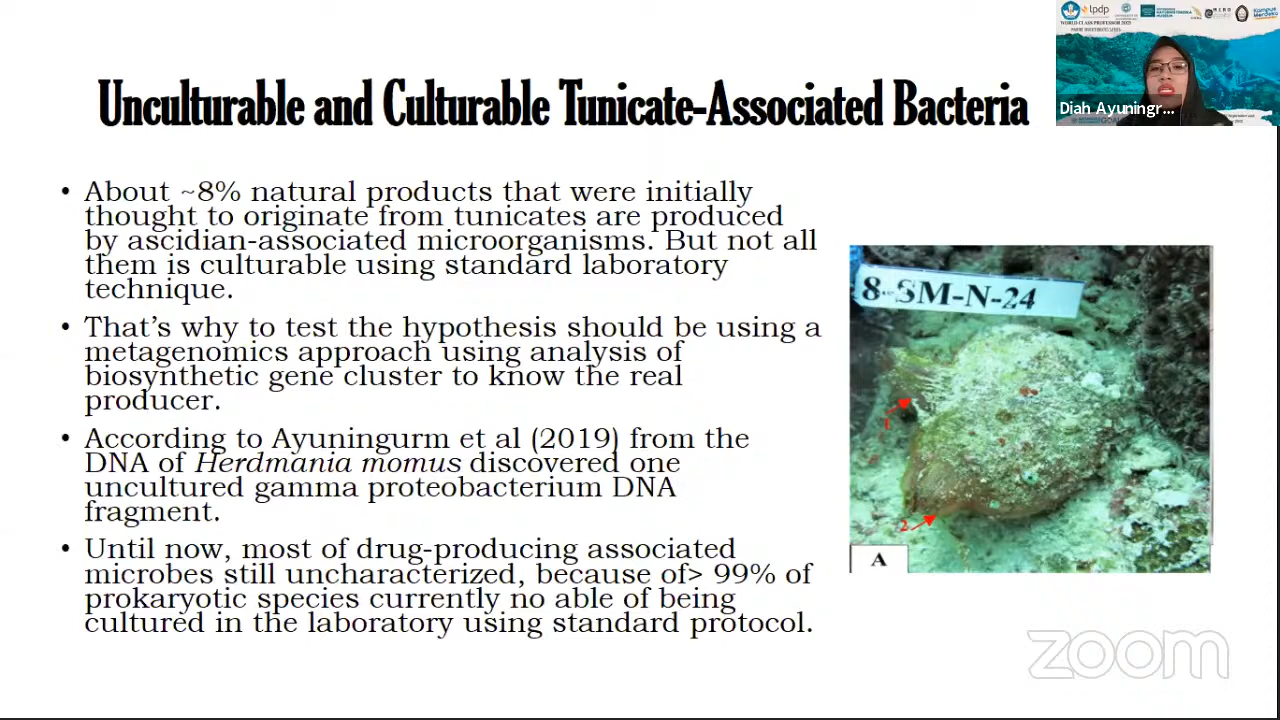 Unculturable and Culturable Tunicate-Associated Bacteria
lpdp
WORLD CLASS PROFESSOR 2023
Diah Ayuningr...
• About ~8% natural products that were initially
thought to originate from tunicates are produced
by ascidian-associated microorganisms. But not all
them is culturable using standard laboratory
technique.
• That's why to test the hypothesis should be using a
metagenomics approach using analysis of
biosynthetic gene cluster to know the real
producer.
• According to Ayuningurm et al (2019) from the
DNA of Herdmania momus discovered one
uncultured gamma proteobacterium DNA
fragment.
• Until now, most of drug-producing associated
microbes still uncharacterized, because of> 99% of
prokaryotic species currently no able of being
cultured in the laboratory using standard protocol.
8-SM-N-24
1
2
A
zoom